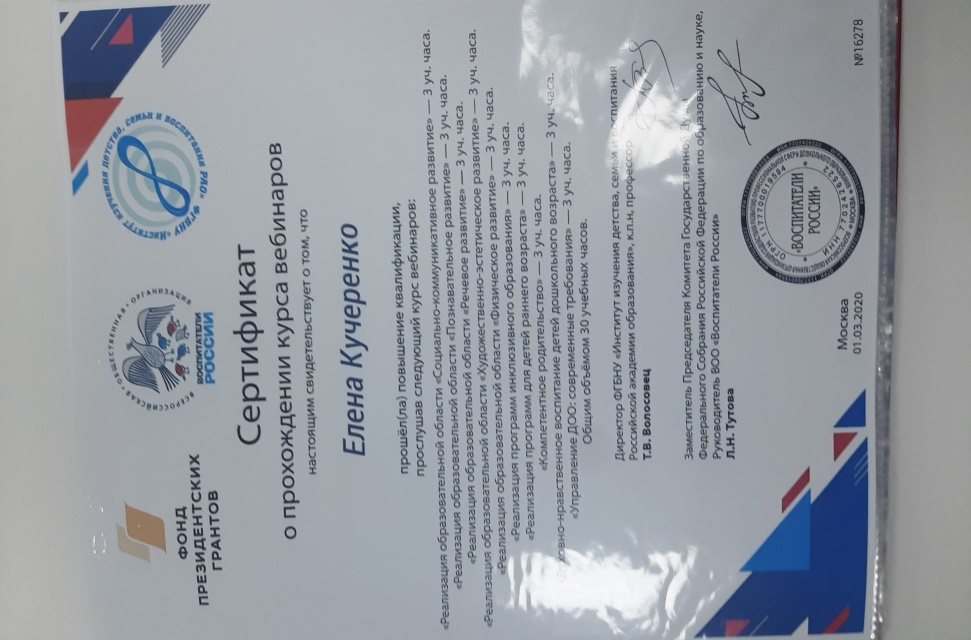 ФОНД
ПРЕЗИДЕНТСКИХ
ГРАНТОВ
ВСЕРОССИЙСКАЯ ОБЩЕСТВЕННАЯ ОРГАНИЗАЦИЯ
ВОСПИТАТЕЛИ
РОССИИ
ФГБНУ «ИНСТИТУТ ИЗУЧЕНИЯ ДЕТСТВА, СЕМЬИ И ВОСПИТАНИЯ РАО»
Сертификат
о прохождении курса вебинаров
настоящим свидетельствует о том, что
Елена Кучеренко
прошёл(ла) повышение квалификации,
прослушав следующий курс вебинаров:
«Реализация образовательной области «Социально-коммуникативное развитие» — 3 уч. часа.
«Реализация образовательной области «Познавательное развитие» — 3 уч. часа.
«Реализация образовательной области «Речевое развитие» — 3 уч. часа.
«Реализация образовательной области «Художественно-эстетическое развитие» — 3 уч. часа.
«Реализация образовательной области «Физическое развитие» — 3 уч. часа.
«Реализация программ инклюзивного образования» — 3 уч. часа.
«Реализация программ для детей раннего возраста» — 3 уч. часа.
«Компетентное родительство» — 3 уч. часа.
«Духовно-нравственное воспитание детей дошкольного возраста» — 3 уч. часа.
«Управление ДОО: современные требования» — 3 уч. часа.
Общим объёмом 30 учебных часов.
Директор ФГБНУ «Институт изучения детства, семьи и воспитания
Российской академии образования», к.п.н, профессор
Т.В. Волосовец
Заместитель Председателя Комитета Государственной Думы
Федерального Собрания Российской Федерации по образованию и науке,
Руководитель ВОО «Воспитатели России»
Л.Н. Тутова
«ВОСПИТАТЕЛИ
РОССИИ»
Москва
01.03.2020
№16278